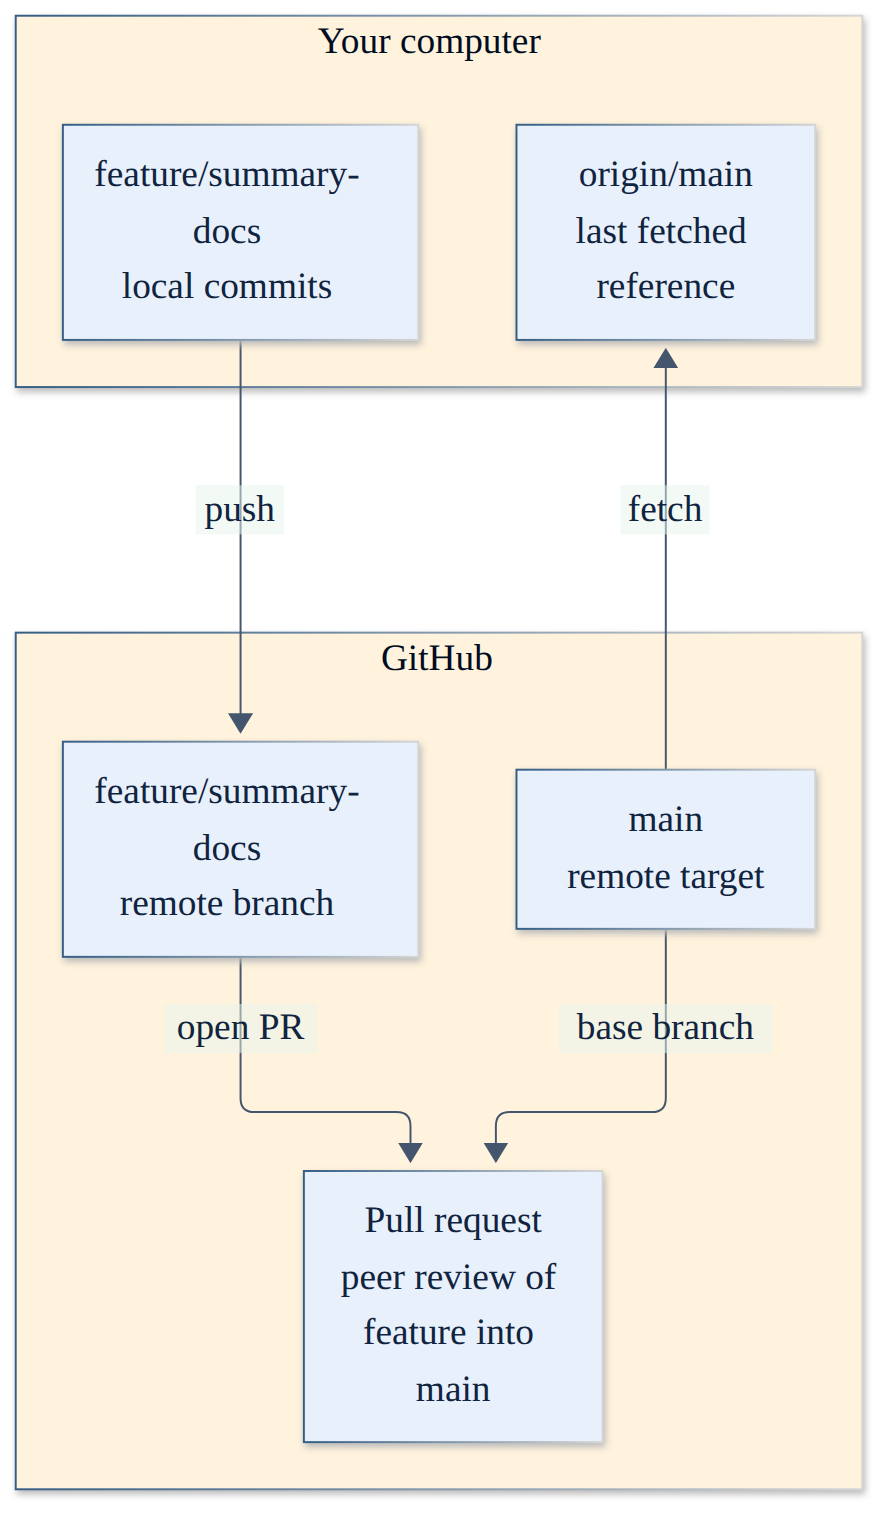 Your computer
feature/summary-
docs
local commits
origin/main
last fetched
reference
push
fetch
GitHub
feature/summary-
docs
remote branch
main
remote target
open PR
base branch
Pull request
peer review of
feature into
main